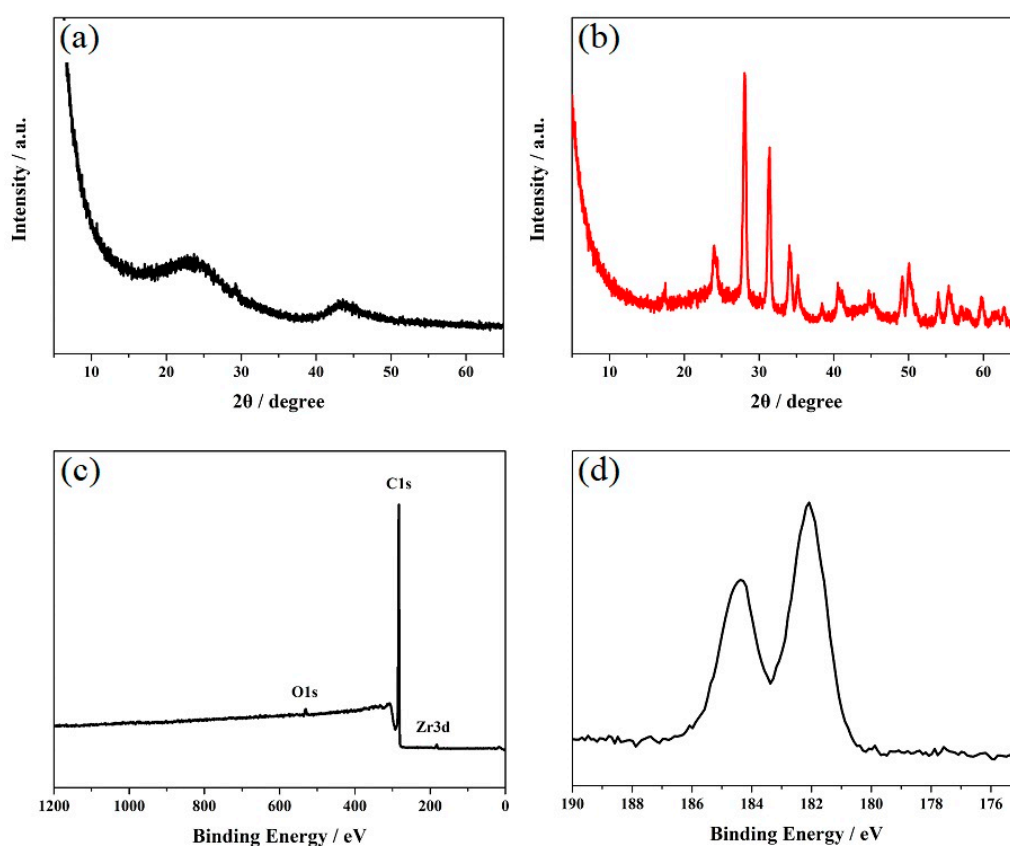 (a)
Intensity / a.u.
10 20 30 40 50 60
2θ / degree
(b)
Intensity / a.u.
10 20 30 40 50 60
2θ / degree
(c)
C1s
O1s
Zr3d
1200 1000 800 600 400 200 0
Binding Energy / eV
(d)
190 188 186 184 182 180 178 176
Binding Energy / eV